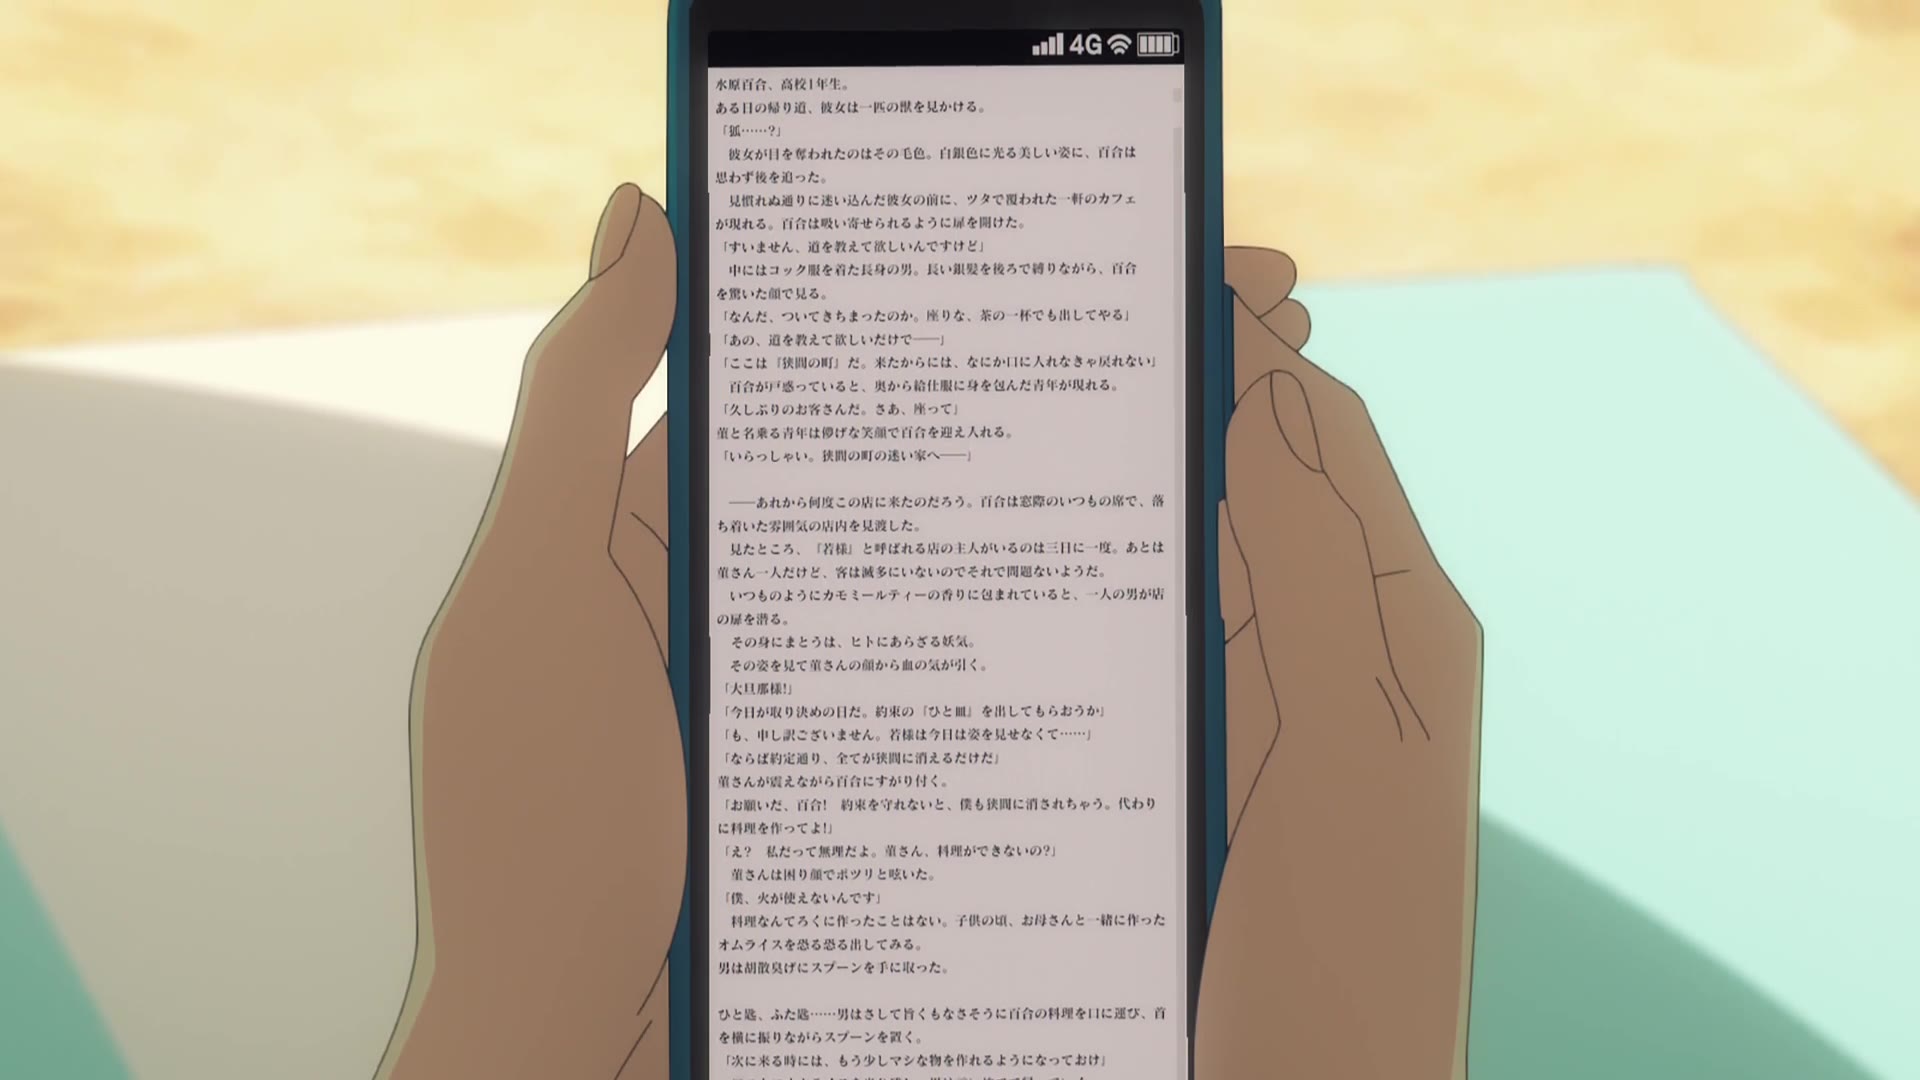 4G
水原百合、高校1年生。
ある日の帰り道、彼女は一匹の獣を見かける。
「狐……?」
彼女が目を奪われたのはその毛色。白銀色に光る美しい姿に、百合は
思わず後を追った。
見慣れぬ通りに迷い込んだ彼女の前に、ツタで覆われた一軒のカフェ
が現れる。百合は吸い寄せられるように扉を開けた。
「すいません、道を教えて欲しいんですけど」
中にはコック服を着た長身の男。長い銀髪を後ろで縛りながら、百合
を驚いた顔で見る。
「なんだ、ついてきちまったのか。座りな、茶の一杯でも出してやる」
「あの、道を教えて欲しいだけで――」
「ここは『狭間の町』だ。来たからには、なにか口に入れなきゃ戻れない」
百合が戸惑っていると、奥から給仕服に身を包んだ青年が現れる。
「久しぶりのお客さんだ。さあ、座って」
菫と名乗る青年は儚げな笑顔で百合を迎え入れる。
「いらっしゃい。狭間の町の迷い家へ――」
――あれから何度この店に来たのだろう。百合は窓際のいつもの席で、落
ち着いた雰囲気の店内を見渡した。
見たところ、『若様』と呼ばれる店の主人がいるのは三日に一度。あとは
菫さん一人だけど、客は滅多にいないのでそれで問題ないようだ。
いつものようにカモミールティーの香りに包まれていると、一人の男が店
の扉を潜る。
その身にまとうは、ヒトにあらざる妖気。
その姿を見て菫さんの顔から血の気が引く。
「大旦那様!」
「今日が取り決めの日だ。約束の『ひと皿』を出してもらおうか」
「も、申し訳ございません。若様は今日は姿を見せなくて……」
「ならば約定通り、全てが狭間に消えるだけだ」
菫さんが震えながら百合にすがり付く。
「お願いだ、百合! 約束を守れないと、僕も狭間に消されちゃう。代わり
に料理を作ってよ!」
「え? 私だって無理だよ。菫さん、料理ができないの?」
菫さんは困り顔でポツリと呟いた。
「僕、火が使えないんです」
料理なんてろくに作ったことはない。子供の頃、お母さんと一緒に作った
オムライスを恐る恐る出してみる。
男は胡散臭げにスプーンを手に取った。
ひと匙、ふた匙……男はさして旨くもなさそうに百合の料理を口に運び、首
を横に振りながらスプーンを置く。
「次に来る時には、もう少しマシな物を作れるようになっておけ」